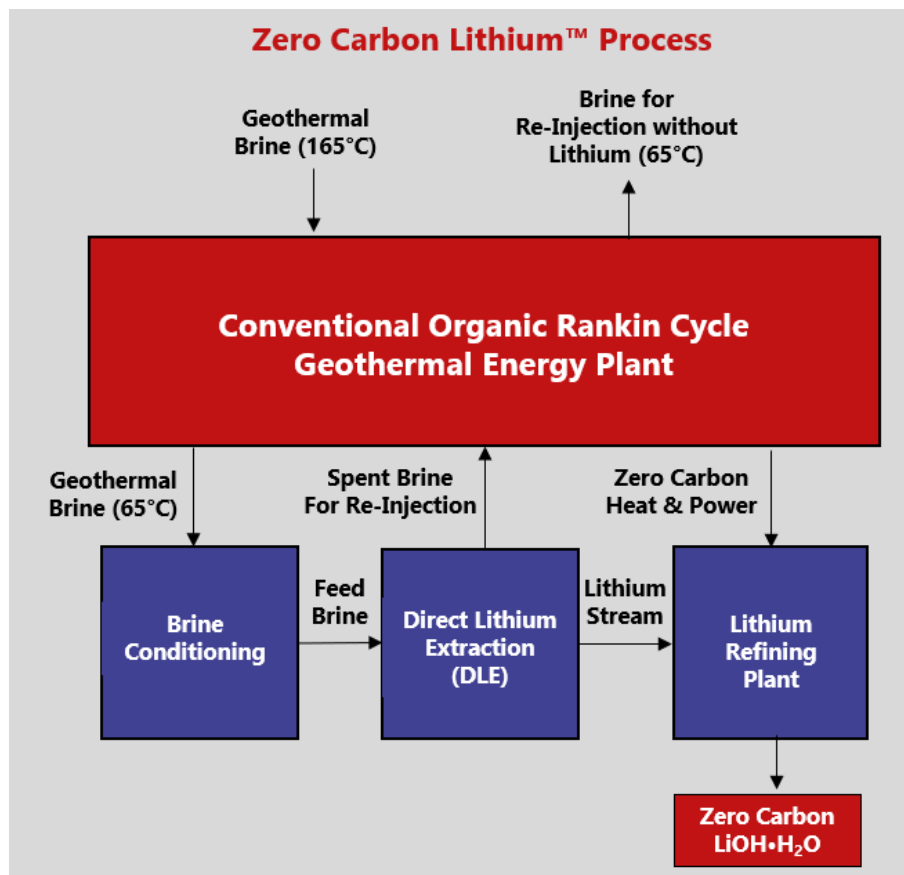 Zero Carbon Lithium™ Process
Geothermal
Brine (165°C)
Brine for
Re-Injection without
Lithium (65°C)
Conventional Organic Rankin Cycle
Geothermal Energy Plant
Geothermal
Brine (65°C)
Spent Brine
For Re-Injection
Zero Carbon
Heat & Power
Brine
Conditioning
Feed
Brine
Direct Lithium
Extraction
(DLE)
Lithium
Stream
Lithium
Refining
Plant
Zero Carbon
LiOH•H₂O